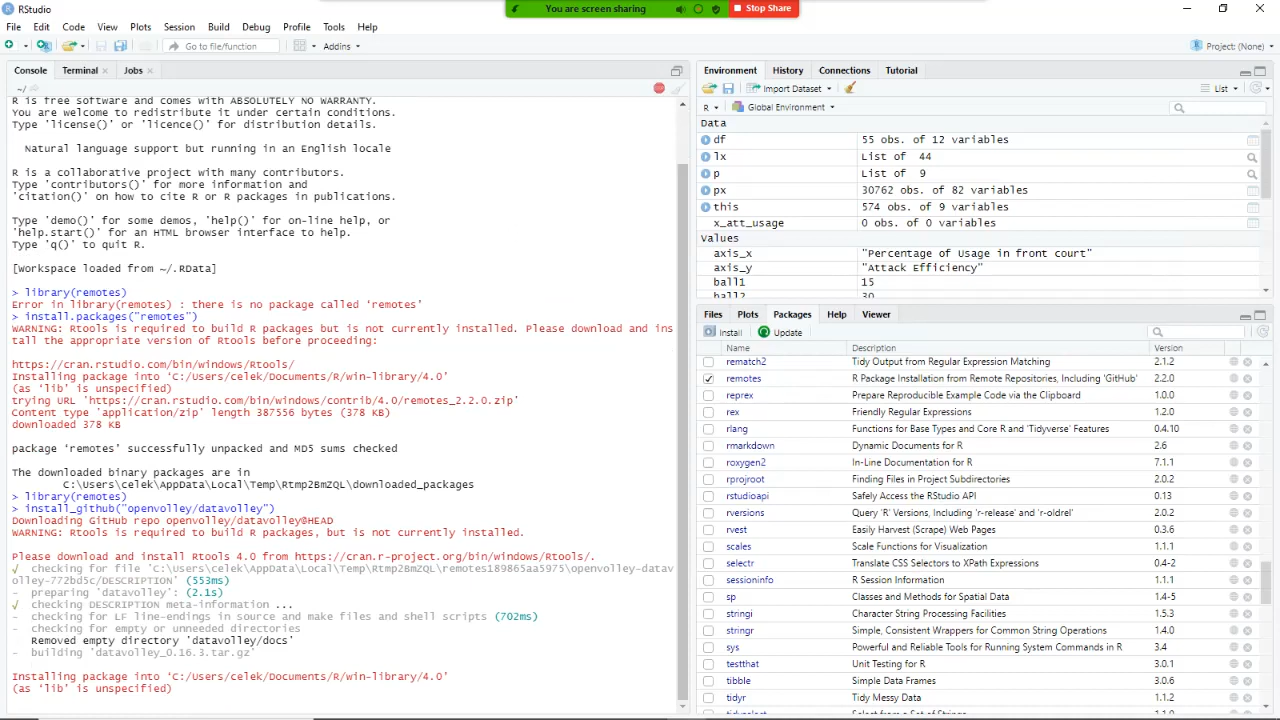 RStudio
You are screen sharing
Stop Share
File Edit Code View Plots Session Build Debug Profile Tools Help
Go to file/function
Addins
Project: (None)
Console Terminal Jobs
~/
R is free software and comes with ABSOLUTELY NO WARRANTY.
You are welcome to redistribute it under certain conditions.
Type 'license()' or 'licence()' for distribution details.
Natural language support but running in an English locale
R is a collaborative project with many contributors.
Type 'contributors()' for more information and
'citation()' on how to cite R or R packages in publications.
Type 'demo()' for some demos, 'help()' for on-line help, or
'help.start()' for an HTML browser interface to help.
Type 'q()' to quit R.
[Workspace loaded from ~/.RData]
> library(remotes)
Error in library(remotes) : there is no package called ‘remotes’
> install.packages("remotes")
WARNING: Rtools is required to build R packages but is not currently installed. Please download and ins
tall the appropriate version of Rtools before proceeding:
https://cran.rstudio.com/bin/windows/Rtools/
Installing package into ‘C:/Users/celek/Documents/R/win-library/4.0’
(as ‘lib’ is unspecified)
trying URL 'https://cran.rstudio.com/bin/windows/contrib/4.0/remotes_2.2.0.zip'
Content type 'application/zip' length 387556 bytes (378 KB)
downloaded 378 KB
package ‘remotes’ successfully unpacked and MD5 sums checked
The downloaded binary packages are in
C:\Users\celek\AppData\Local\Temp\Rtmp2BmZQL\downloaded_packages
> library(remotes)
> install_github("openvolley/datavolley")
Downloading GitHub repo openvolley/datavolley@HEAD
WARNING: Rtools is required to build R packages, but is not currently installed.
Please download and install Rtools 4.0 from https://cran.r-project.org/bin/windows/Rtools/.
√ checking for file 'C:\Users\celek\AppData\Local\Temp\Rtmp2BmZQL\remotes189865aa5975\openvolley-datav
olley-772bd5c/DESCRIPTION' (553ms)
- preparing 'datavolley': (2.1s)
√ checking DESCRIPTION meta-information ...
- checking for LF line-endings in source and make files and shell scripts (702ms)
- checking for empty or unneeded directories
Removed empty directory 'datavolley/docs'
- building 'datavolley_0.16.3.tar.gz'
Installing package into ‘C:/Users/celek/Documents/R/win-library/4.0’
(as ‘lib’ is unspecified)
Environment History Connections Tutorial
Import Dataset List
R Global Environment
Data
df 55 obs. of 12 variables
lx List of 44
p List of 9
px 30762 obs. of 82 variables
this 574 obs. of 9 variables
x_att_usage 0 obs. of 0 variables
Values
axis_x "Percentage of Usage in front court"
axis_y "Attack Efficiency"
ball1 15
ball2 30
Files Plots Packages Help Viewer
Install Update
Name Description Version
rematch2 Tidy Output from Regular Expression Matching 2.1.2
remotes R Package Installation from Remote Repositories, Including 'GitHub' 2.2.0
reprex Prepare Reproducible Example Code via the Clipboard 1.0.0
rex Friendly Regular Expressions 1.2.0
rlang Functions for Base Types and Core R and 'Tidyverse' Features 0.4.10
rmarkdown Dynamic Documents for R 2.6
roxygen2 In-Line Documentation for R 7.1.1
rprojroot Finding Files in Project Subdirectories 2.0.2
rstudioapi Safely Access the RStudio API 0.13
rversions Query 'R' Versions, Including 'r-release' and 'r-oldrel' 2.0.2
rvest Easily Harvest (Scrape) Web Pages 0.3.6
scales Scale Functions for Visualization 1.1.1
selectr Translate CSS Selectors to XPath Expressions 0.4-2
sessioninfo R Session Information 1.1.1
sp Classes and Methods for Spatial Data 1.4-5
stringi Character String Processing Facilities 1.5.3
stringr Simple, Consistent Wrappers for Common String Operations 1.4.0
sys Powerful and Reliable Tools for Running System Commands in R 3.4
testthat Unit Testing for R 3.0.1
tibble Simple Data Frames 3.0.6
tidyr Tidy Messy Data 1.1.2
tidyselect Select from a Set of Strings 1.1.0